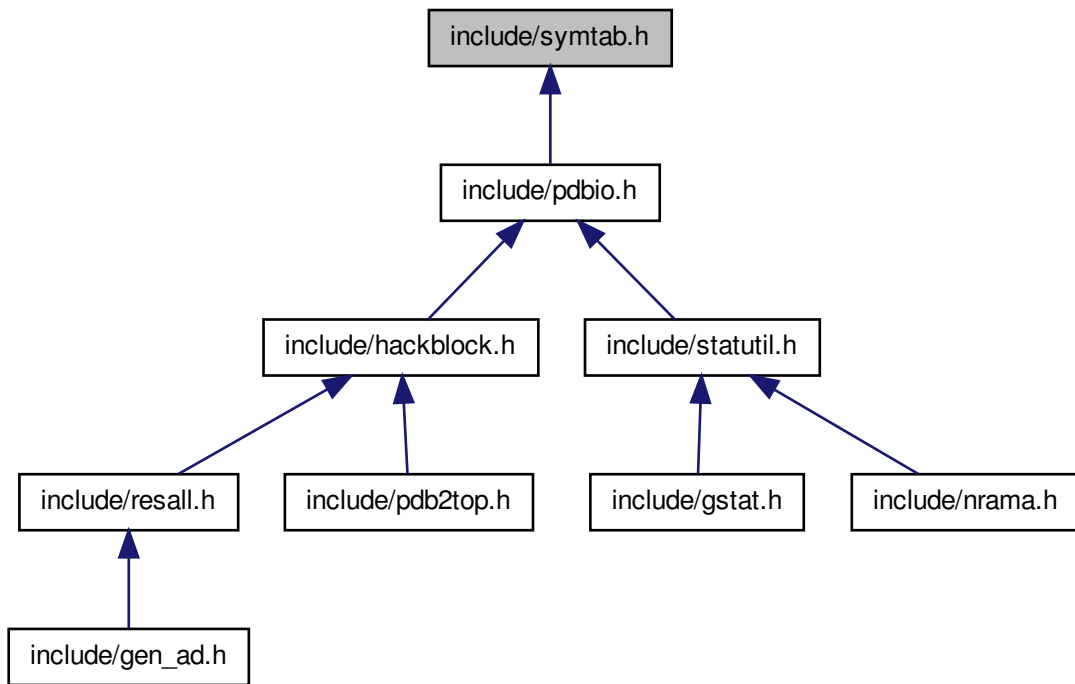 include/symtab.h
include/pdbio.h
include/hackblock.h
include/statutil.h
include/resall.h
include/pdb2top.h
include/gstat.h
include/nrama.h
include/gen_ad.h